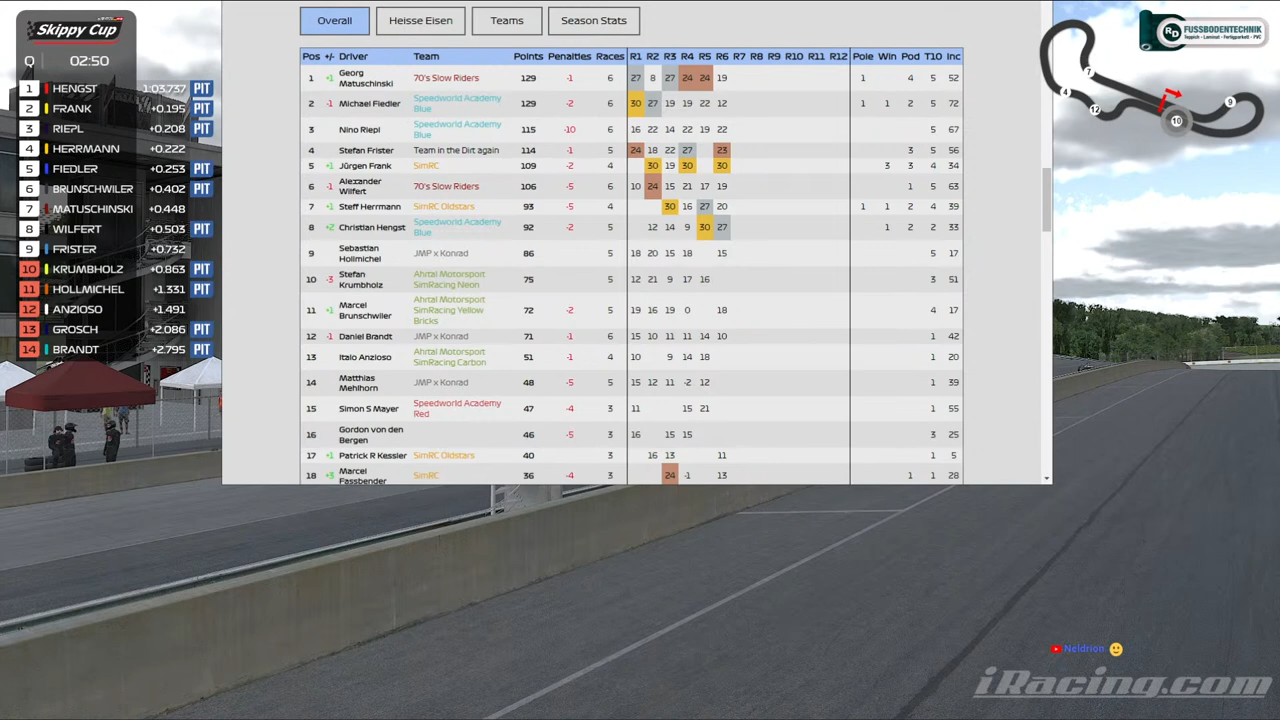 Skippy Cup
Q 02:50
1 HENGST 1:03.737 PIT
2 FRANK +0.195 PIT
3 RIEPL +0.208 PIT
4 HERRMANN +0.222
5 FIEDLER +0.253 PIT
6 BRUNSCHWILER +0.402 PIT
7 MATUSCHINSKI +0.448
8 WILFERT +0.503 PIT
9 FRISTER +0.732
10 KRUMBHOLZ +0.863 PIT
11 HOLLMICHEL +1.331 PIT
12 ANZIOSO +1.491
13 GROSCH +2.086 PIT
14 BRANDT +2.795 PIT
Overall Heisse Eisen Teams Season Stats
Pos +/- Driver Team Points Penalties Races R1 R2 R3 R4 R5 R6 R7 R8 R9 R10 R11 R12 Pole Win Pod T10 Inc
1 +1 Georg Matuschinski 70's Slow Riders 129 -1 6 27 8 27 24 24 19 1 4 5 52
2 -1 Michael Fiedler Speedworld Academy Blue 129 -2 6 30 27 19 19 22 12 1 1 2 5 72
3 Nino Riepl Speedworld Academy Blue 115 -10 6 16 22 14 22 19 22 5 67
4 Stefan Frister Team in the Dirt again 114 -1 5 24 18 22 27 23 3 5 56
5 +1 Jürgen Frank SimRC 109 -2 4 30 19 30 30 3 3 4 34
6 -1 Alexander Wilfert 70's Slow Riders 106 -5 6 10 24 15 21 17 19 1 5 63
7 +1 Steff Herrmann SimRC Oldstars 93 -5 4 30 16 27 20 1 1 2 4 39
8 +2 Christian Hengst Speedworld Academy Blue 92 -2 5 12 14 9 30 27 1 2 2 33
9 Sebastian Hollmichel JMP x Konrad 86 5 18 20 15 18 15 5 17
10 -3 Stefan Krumbholz Ahrtal Motorsport SimRacing Neon 75 5 12 21 9 17 16 3 51
11 +1 Marcel Brunschwiler Ahrtal Motorsport SimRacing Yellow Bricks 72 -2 5 19 16 19 0 18 4 17
12 -1 Daniel Brandt JMP x Konrad 71 -1 6 15 10 11 11 14 10 1 42
13 Italo Anzioso Ahrtal Motorsport SimRacing Carbon 51 -1 4 10 9 14 18 1 20
14 Matthias Mehlhorn JMP x Konrad 48 -5 5 15 12 11 -2 12 1 39
15 Simon S Mayer Speedworld Academy Red 47 -4 3 11 15 21 1 55
16 Gordon von den Bergen 46 -5 3 16 15 15 3 25
17 +1 Patrick R Kessler SimRC Oldstars 40 3 16 13 11 1 5
18 +3 Marcel Fassbender SimRC 36 -4 3 24 -1 13 1 1 28
RD FUSSBODENTECHNIK
Teppich - Laminat - Fertigparkett - PVC
7
4
12
9
10
Neldrion 🙂
iRacing.com